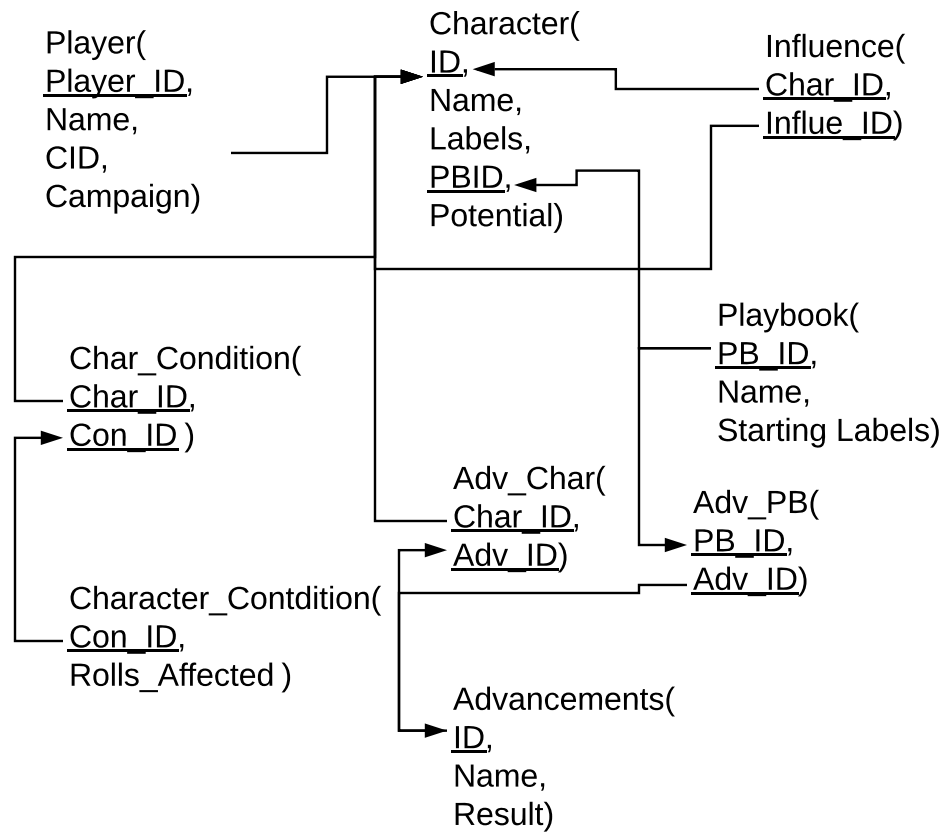 Player(
Player_ID,
Name,
CID,
Campaign)
Character(
ID,
Name,
Labels,
PBID,
Potential)
Influence(
Char_ID,
Influe_ID)
Char_Condition(
Char_ID,
Con_ID )
Playbook(
PB_ID,
Name,
Starting Labels)
Adv_Char(
Char_ID,
Adv_ID)
Adv_PB(
PB_ID,
Adv_ID)
Character_Contdition(
Con_ID,
Rolls_Affected )
Advancements(
ID,
Name,
Result)